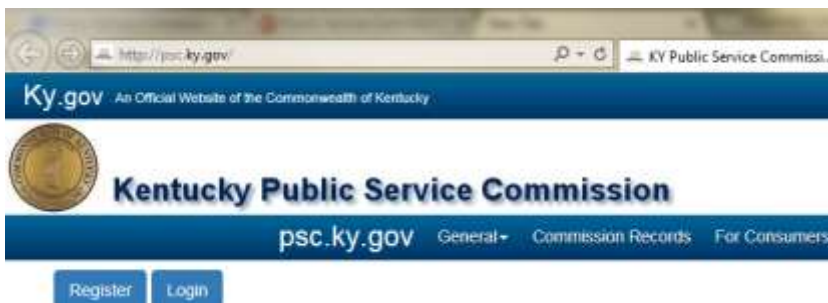 http://psc.ky.gov/
KY Public Service Commissi...
Ky.gov An Official Website of the Commonwealth of Kentucky
Kentucky Public Service Commission
psc.ky.gov General Commission Records For Consumers
Register Login